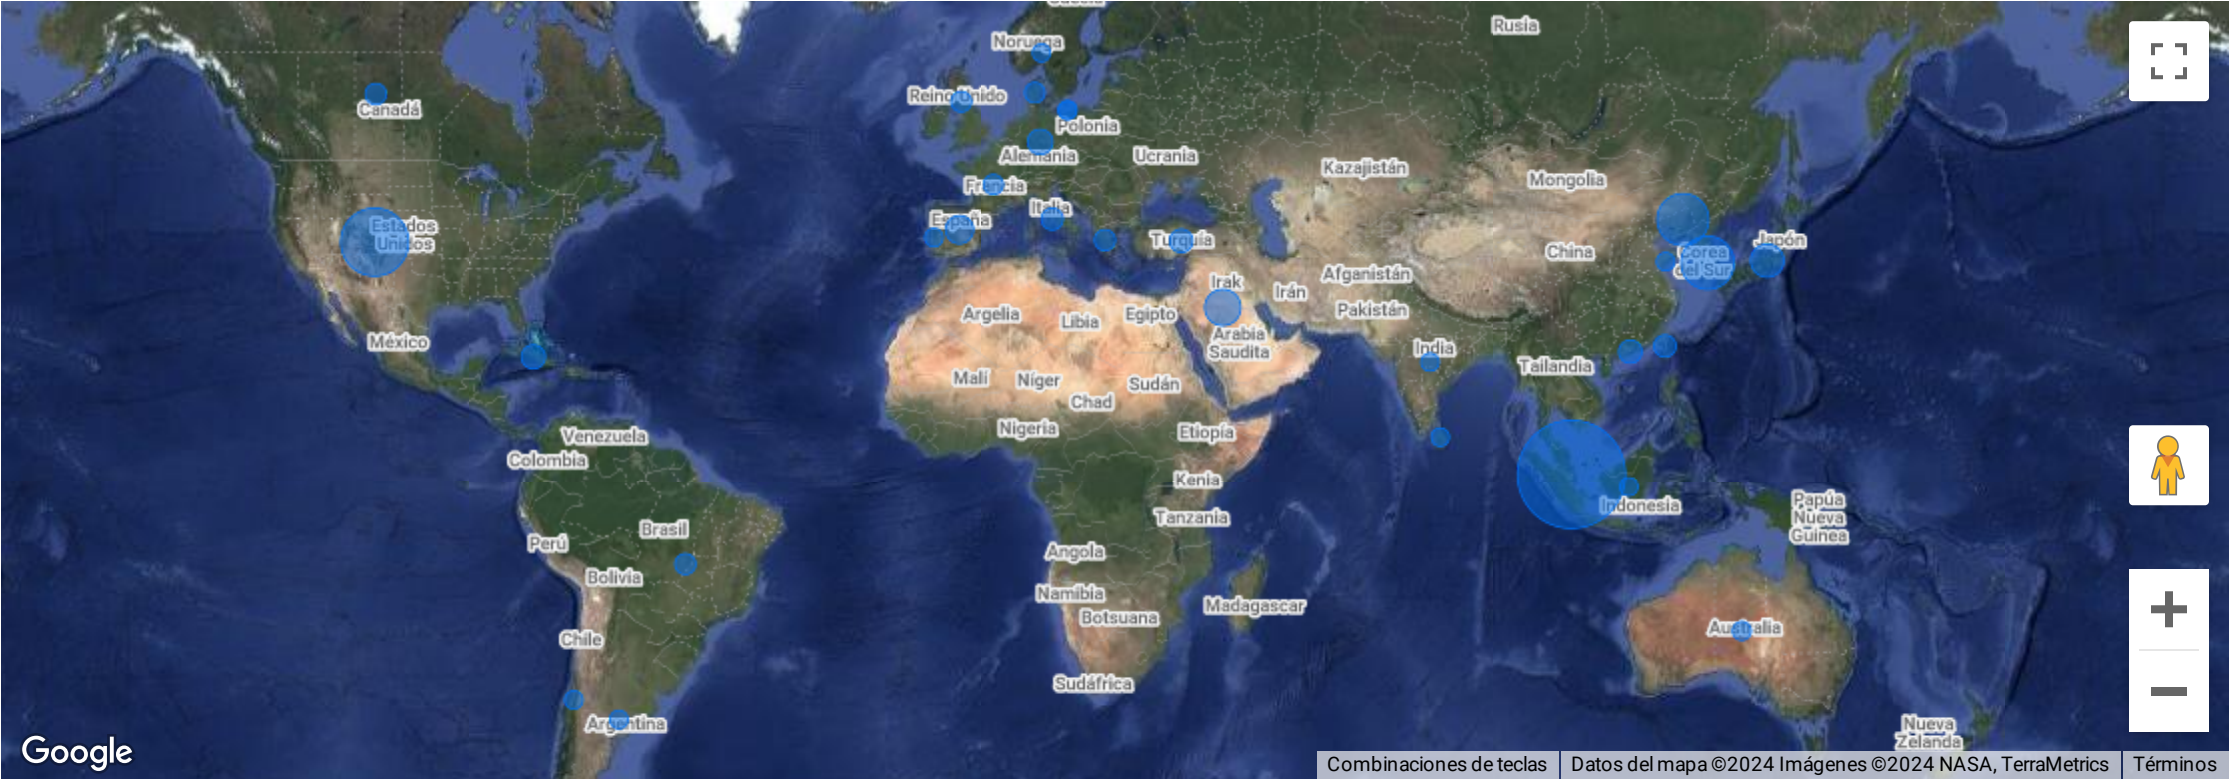 Suecia
Rusia
Noruega
Canadá
Reino Unido
Polonia
Alemania
Ucrania
Kazajistán
Mongolia
Francia
Italia
España
Estados
Unidos
Turquía
Japón
China
Corea
del Sur
Afganistán
Irak
Irán
Pakistán
Argelia
Libia
Egipto
Arabia
Saudita
México
India
Tailandia
Malí
Níger
Sudán
Chad
Nigeria
Etiopía
Venezuela
Colombia
Kenia
Indonesia
Papúa
Nueva
Guinea
Tanzania
Brasil
Perú
Angola
Bolivia
Namibia
Botsuana
Madagascar
Chile
Australia
Sudáfrica
Argentina
Nueva
Zelanda
Google
Combinaciones de teclas
Datos del mapa ©2024 Imágenes ©2024 NASA, TerraMetrics
Términos